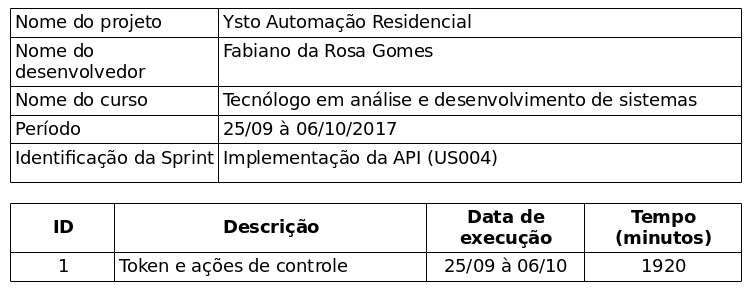 Nome do projeto Ysto Automação Residencial
Nome do Fabiano da Rosa Gomes
desenvolvedor
Nome do curso Tecnólogo em análise e desenvolvimento de sistemas
Período 25/09 à 06/10/2017
Identificação da Sprint Implementação da API (US004)
ID Descrição Data de execução Tempo (minutos)
1 Token e ações de controle 25/09 à 06/10 1920